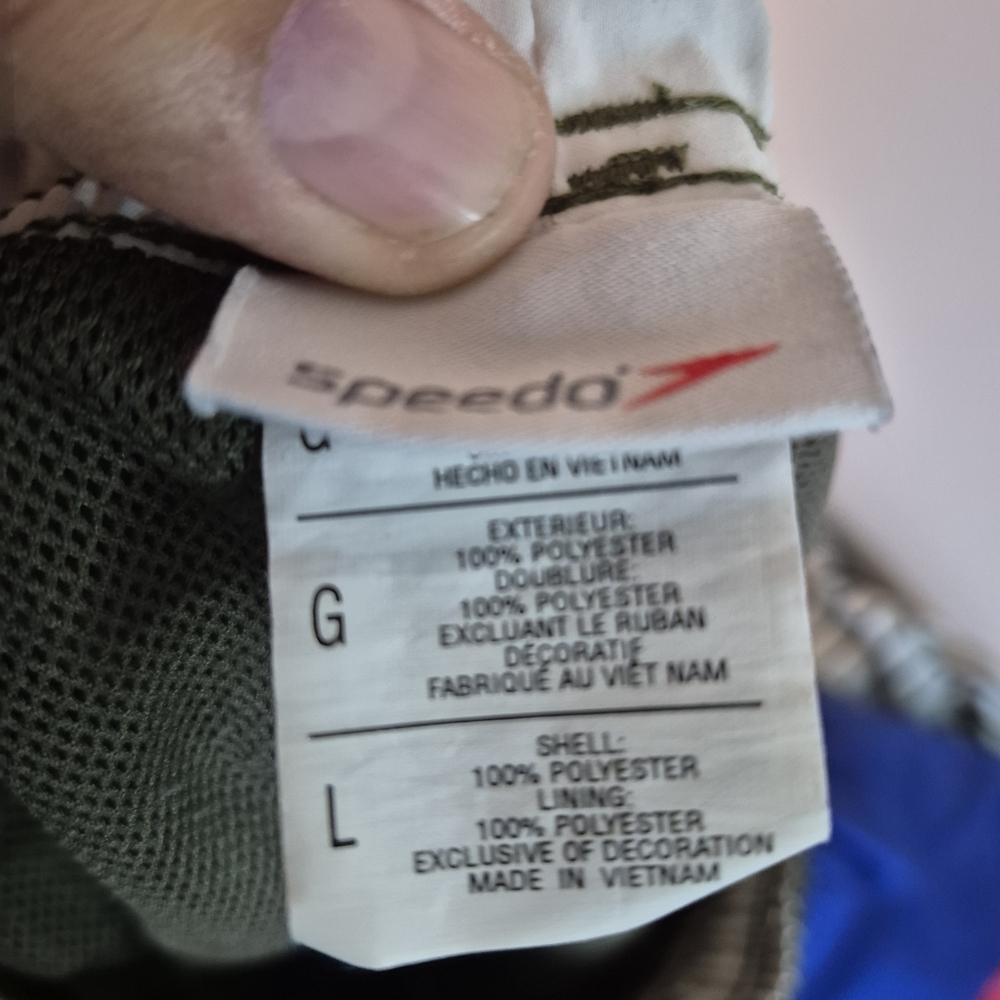 speedo
G
HECHO EN VIETNAM
EXTERIEUR:
100% POLYESTER
DOUBLURE:
G
100% POLYESTER
EXCLUANT LE RUBAN
DÉCORATIF
FABRIQUÉ AU VIÊT NAM
SHELL:
100% POLYESTER
LINING:
L
100% POLYESTER
EXCLUSIVE OF DECORATION
MADE IN VIETNAM